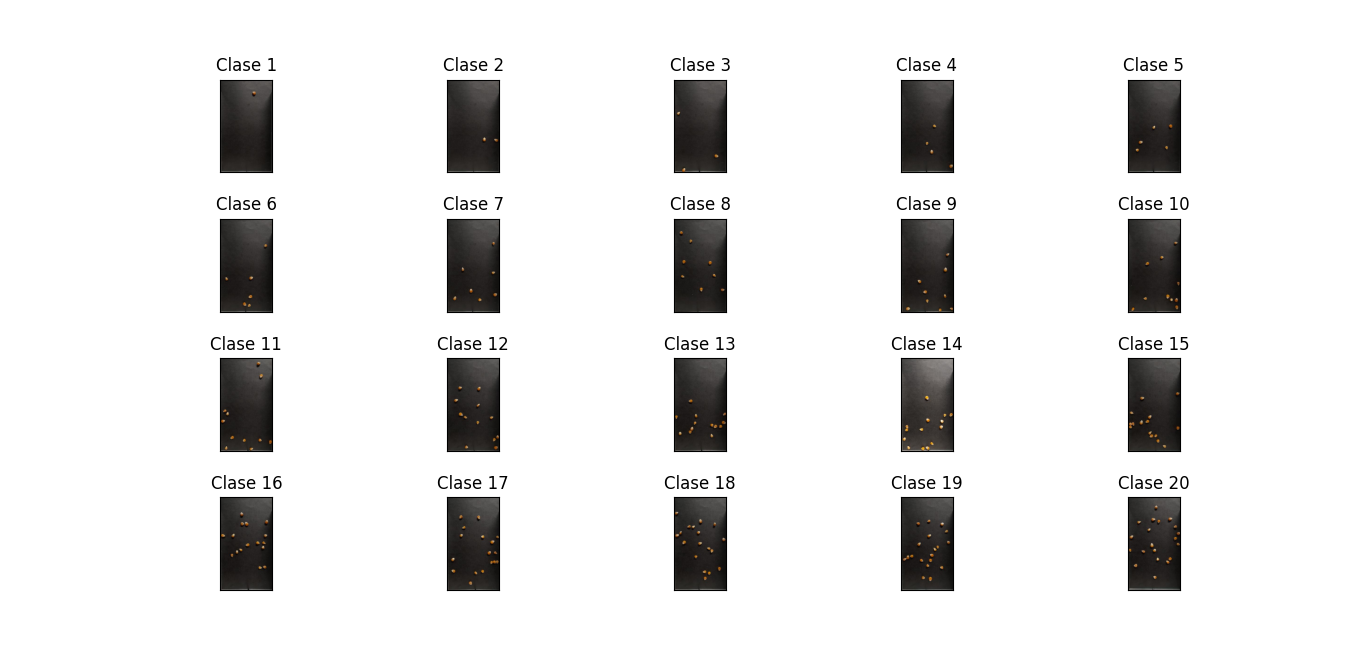 Clase 1
Clase 2
Clase 3
Clase 4
Clase 5
Clase 6
Clase 7
Clase 8
Clase 9
Clase 10
Clase 11
Clase 12
Clase 13
Clase 14
Clase 15
Clase 16
Clase 17
Clase 18
Clase 19
Clase 20